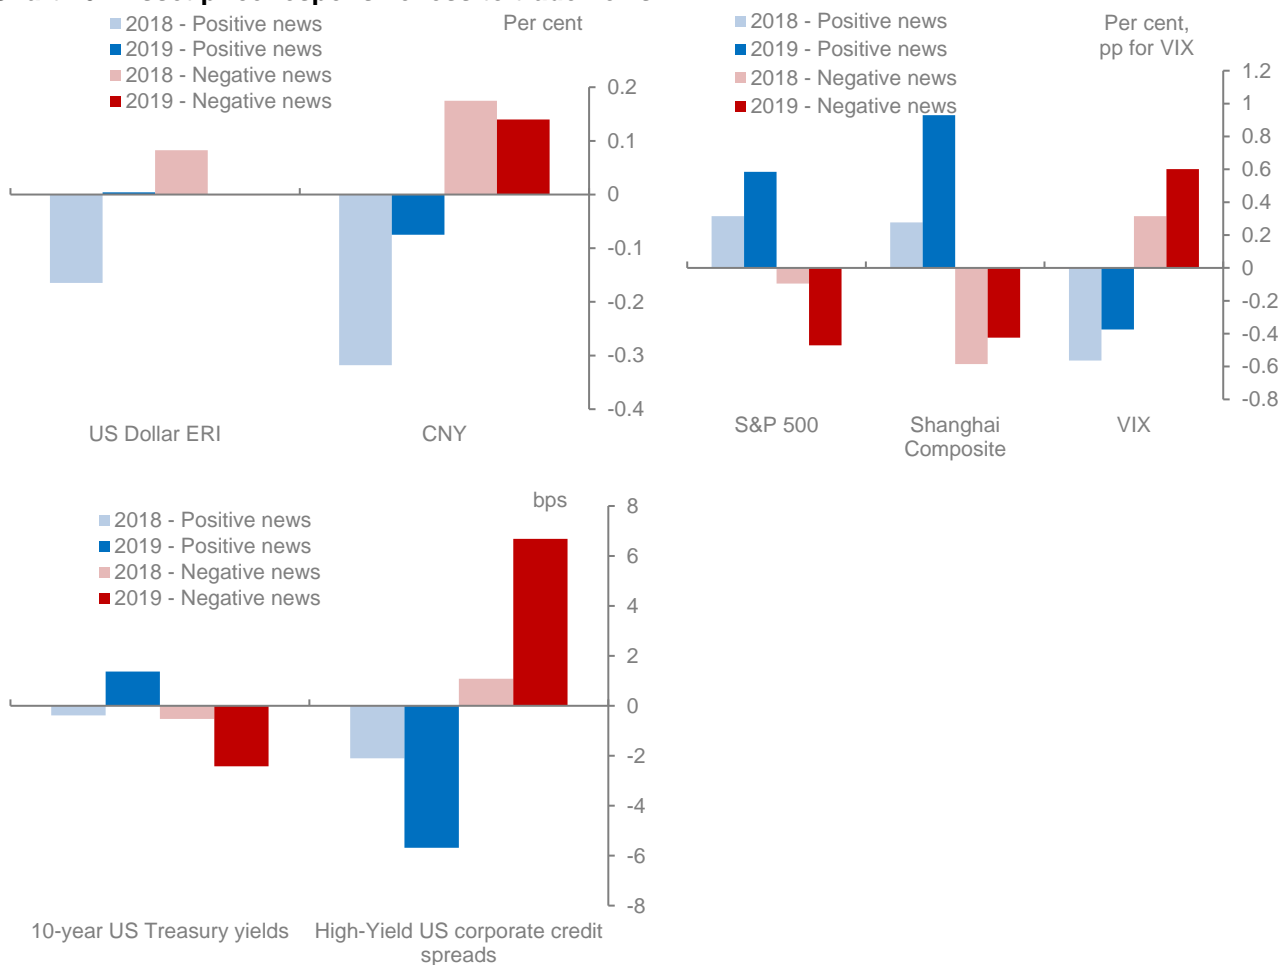 2018 - Positive news
2019 - Positive news
2018 - Negative news
2019 - Negative news
Per cent
0.2
0.1
0
-0.1
-0.2
-0.3
-0.4
US Dollar ERI
CNY
2018 - Positive news
2019 - Positive news
2018 - Negative news
2019 - Negative news
Per cent,
pp for VIX
1.2
1
0.8
0.6
0.4
0.2
0
-0.2
-0.4
-0.6
-0.8
S&P 500
Shanghai
Composite
VIX
2018 - Positive news
2019 - Positive news
2018 - Negative news
2019 - Negative news
bps
8
6
4
2
0
-2
-4
-6
-8
10-year US Treasury yields
High-Yield US corporate credit
spreads